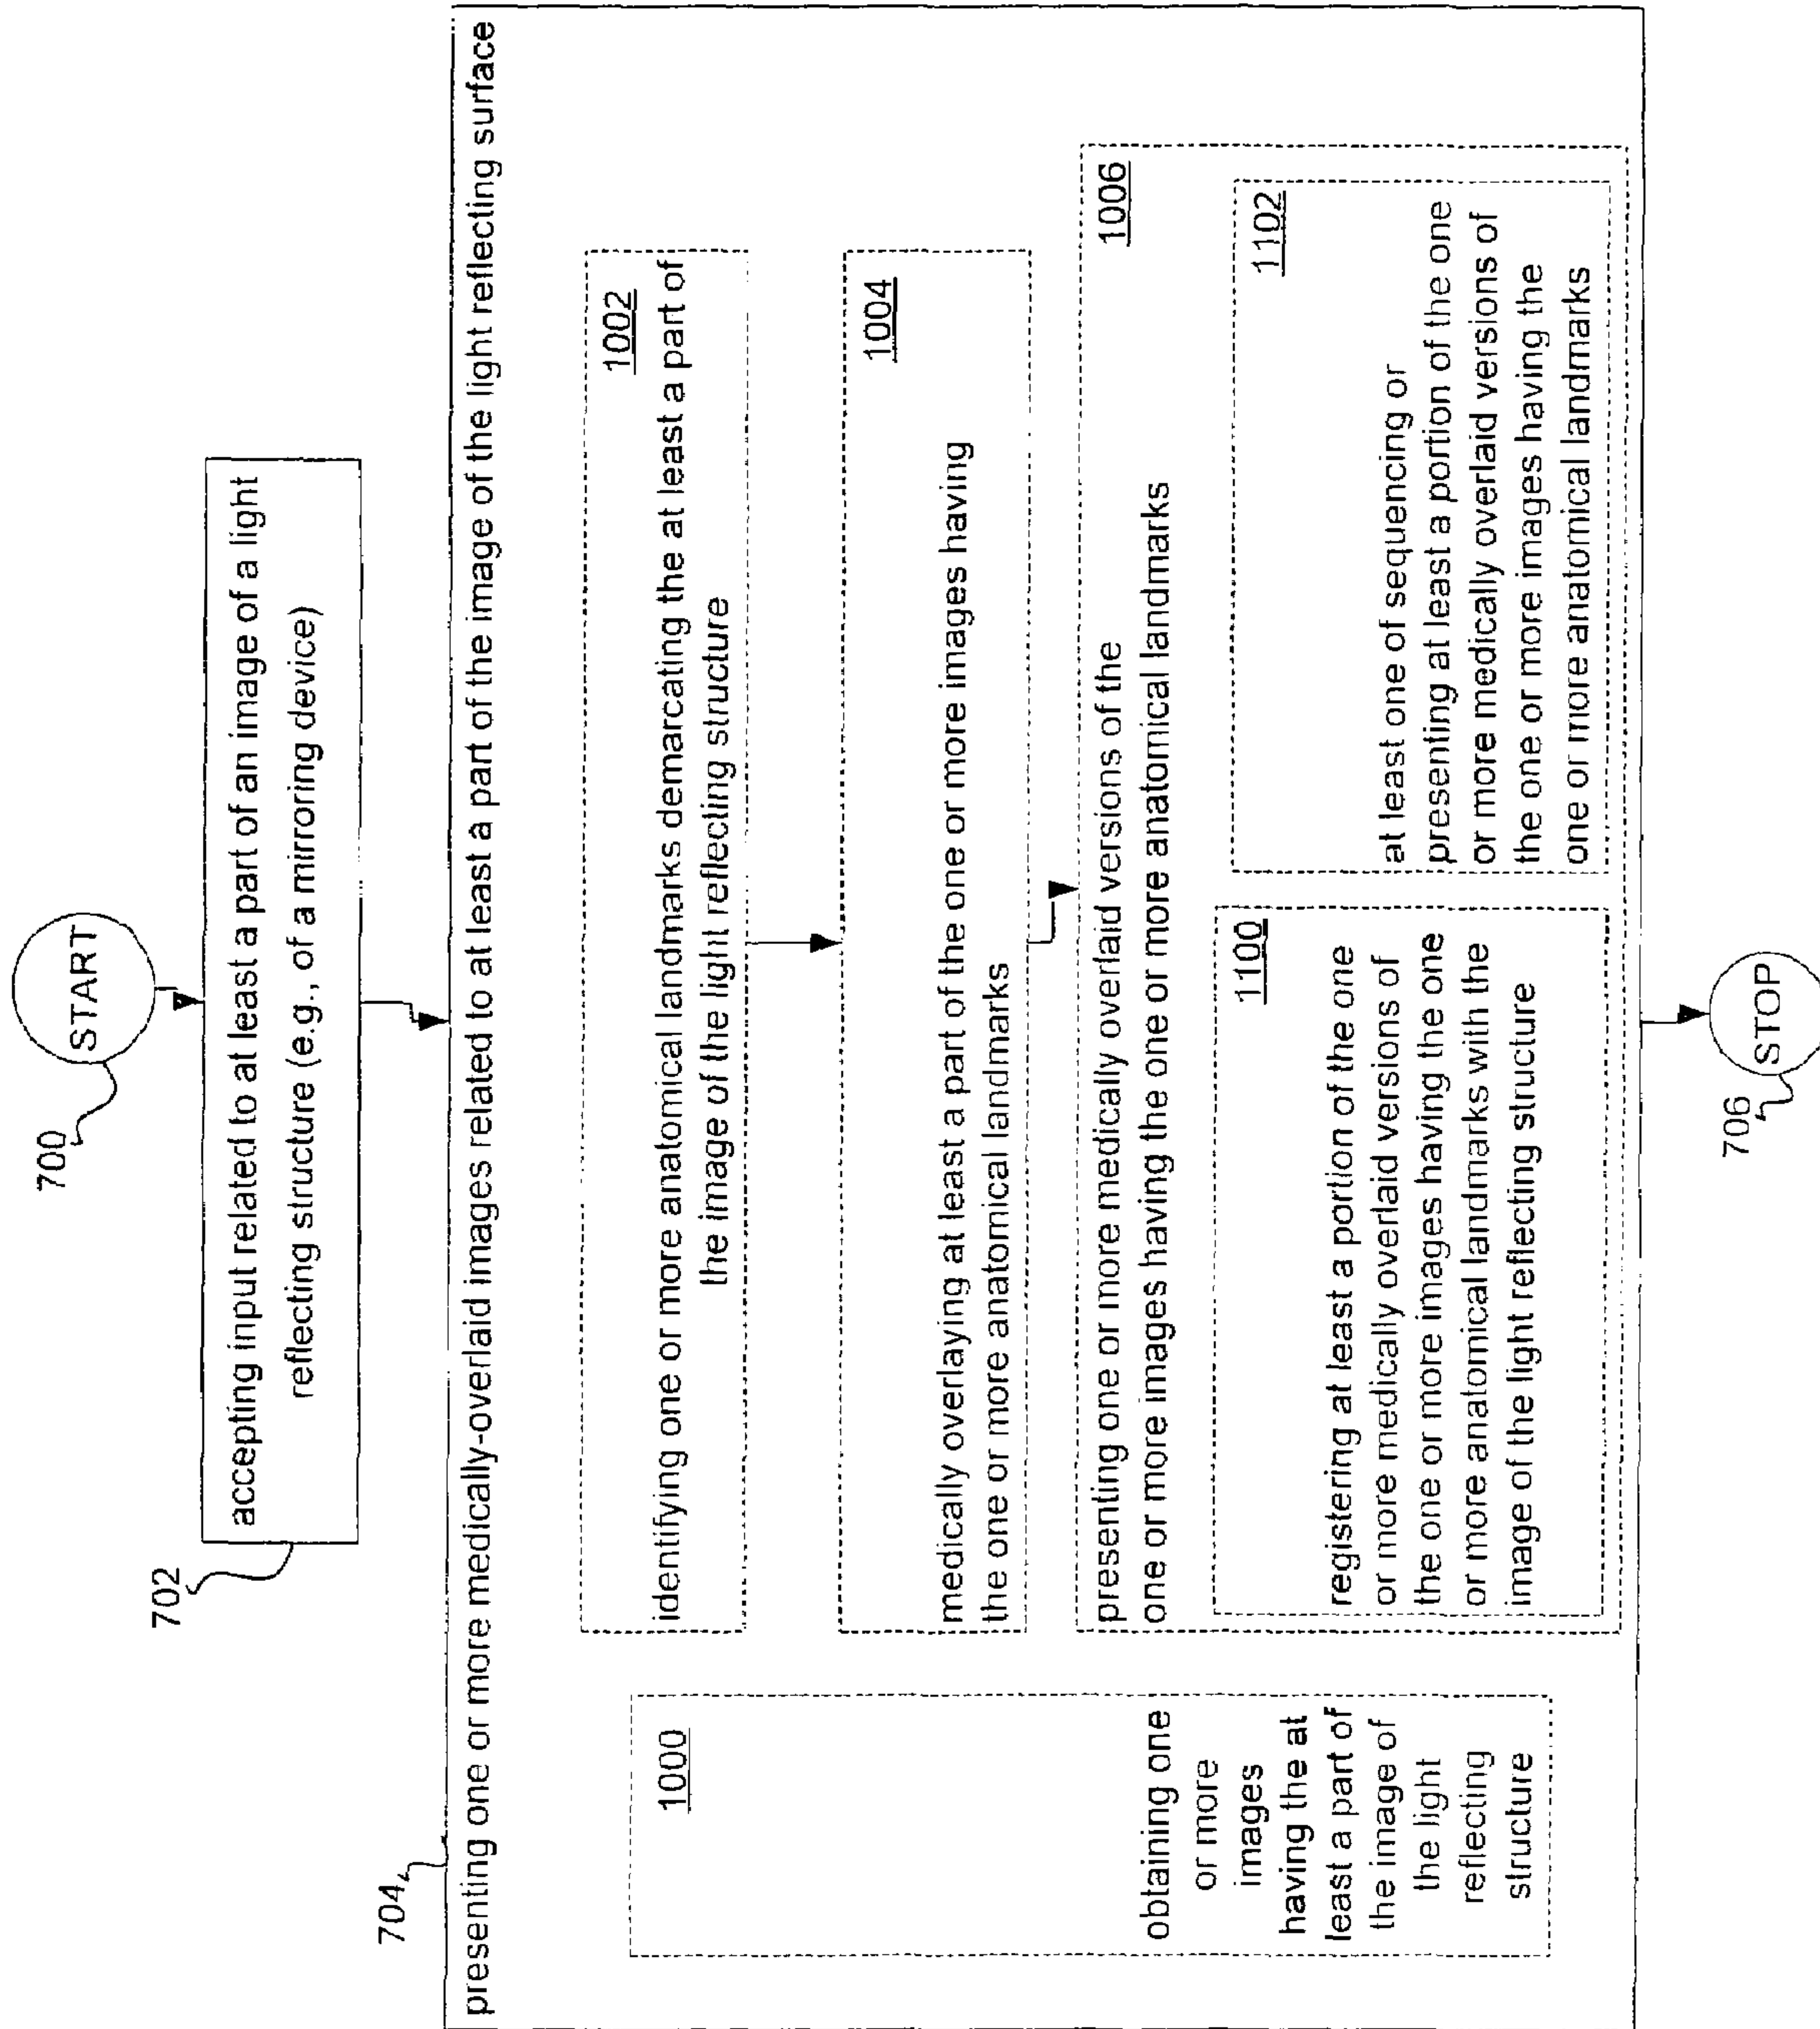 700
START
702
accepting input related to at least a part of an image of a light
reflecting structure (e.g., of a mirroring device)
704
presenting one or more medically-overlaid images related to at least a part of the image of the light reflecting surface
1000
obtaining one
or more
images
having the at
least a part of
the image of
the light
reflecting
structure
1002
identifying one or more anatomical landmarks demarcating the at least a part of
the image of the light reflecting structure
1004
medically overlaying at least a part of the one or more images having
the one or more anatomical landmarks
1006
presenting one or more medically overlaid versions of the
one or more images having the one or more anatomical landmarks
1100
registering at least a portion of the one
or more medically overlaid versions of
the one or more images having the one
or more anatomical landmarks with the
image of the light reflecting structure
1102
at least one of sequencing or
presenting at least a portion of the one
or more medically overlaid versions of
the one or more images having the
one or more anatomical landmarks
706
STOP